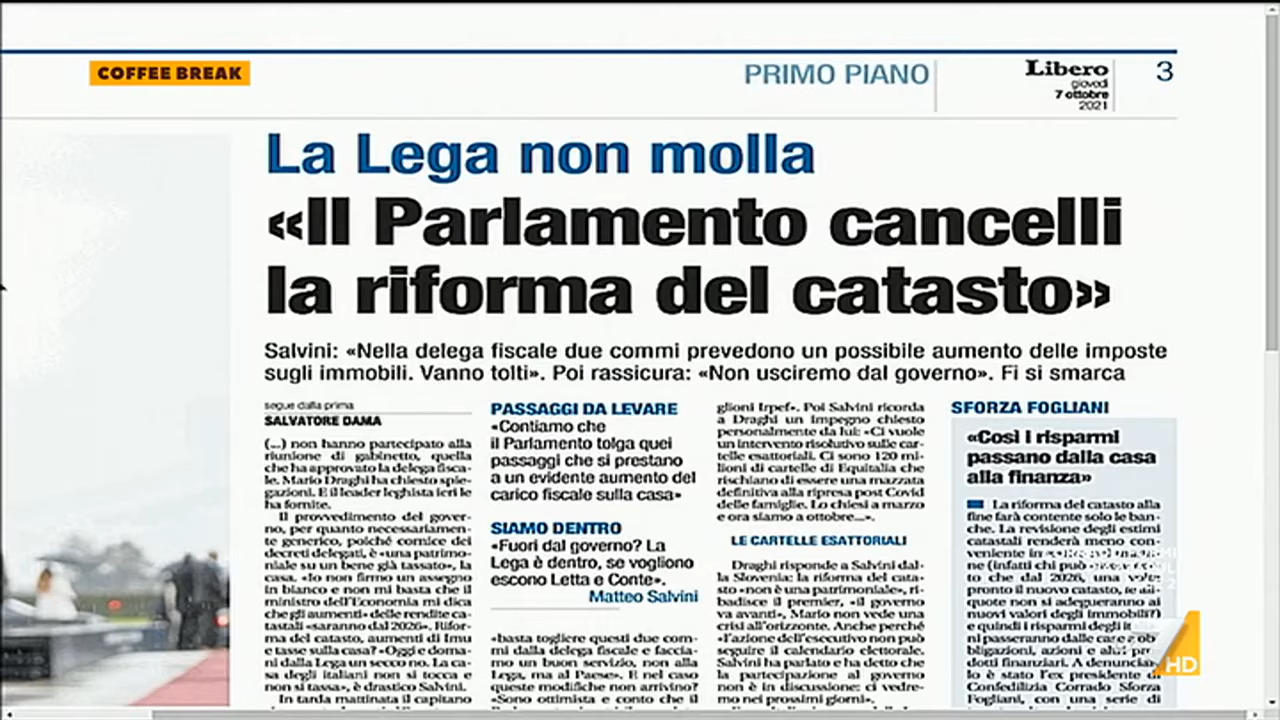 COFFEE BREAK
PRIMO PIANO
Libero
giovedì
7 ottobre
2021
3
La Lega non molla
«Il Parlamento cancelli
la riforma del catasto»
Salvini: «Nella delega fiscale due commi prevedono un possibile aumento delle imposte
sugli immobili. Vanno tolti». Poi rassicura: «Non usciremo dal governo». Fi si smarca
segue dalla prima
SALVATORE DAMA
(...) non hanno partecipato alla
riunione di gabinetto, quella
che ha approvato la delega fisca-
le. Mario Draghi ha chiesto spie-
gazioni. E il leader leghista ieri le
ha fornite.
Il provvedimento del gover-
no, per quanto necessariamen-
te generico, poiché cornice dei
decreti delegati, è «una patrimo-
niale su un bene già tassato», la
casa. «Io non firmo un assegno
in bianco e non mi basta che il
ministro dell'Economia mi dica
che gli aumenti» delle rendite ca-
tastali «saranno dal 2026». Rifor-
ma del catasto, aumenti di Imu
e tasse sulla casa? «Oggi e doma-
ni dalla Lega un secco no. La ca-
sa degli italiani non si tocca e
non si tassa», è drastico Salvini.
In tarda mattinata il capitano
PASSAGGI DA LEVARE
«Contiamo che
il Parlamento tolga quei
passaggi che si prestano
a un evidente aumento del
carico fiscale sulla casa»
SIAMO DENTRO
«Fuori dal governo? La
Lega è dentro, se vogliono
escono Letta e Conte».
Matteo Salvini
«basta togliere questi due com-
mi dalla delega fiscale e faccia-
mo un buon servizio, non alla
Lega, ma al Paese». E nel caso
queste modifiche non arrivino?
«Sono ottimista e conto che il
glioni Irpef». Poi Salvini ricorda
a Draghi un impegno chiesto
personalmente da lui: «Ci vuole
un intervento risolutivo sulle car-
telle esattoriali. Ci sono 120 mi-
lioni di cartelle di Equitalia che
rischiano di essere una mazzata
definitiva alla ripresa post Covid
delle famiglie. Lo chiesi a marzo
e ora siamo a ottobre...».
LE CARTELLE ESATTORIALI
Draghi risponde a Salvini dal-
la Slovenia: la riforma del cata-
sto «non è una patrimoniale», ri-
badisce il premier, «il governo
va avanti», Mario non vede una
crisi all'orizzonte. Anche perché
«l'azione dell'esecutivo non può
seguire il calendario elettorale.
Salvini ha parlato e ha detto che
la partecipazione al governo
non è in discussione: ci vedre-
mo nei prossimi giorni».
SFORZA FOGLIANI
«Così i risparmi
passano dalla casa
alla finanza»
La riforma del catasto alla
fine farà contente solo le ban-
che. La revisione degli estimi
catastali renderà meno con-
veniente in
ne (infatti chi può
to che dal 2026, una volta
pronto il nuovo catasto, le ali-
quote non si adegueranno ai
nuovi valori degli immobili?)
e quindi i risparmi degli
ni passeranno dalle case a ob
bligazioni, azioni e altri pro-
dotti finanziari. A denunciar
lo è stato l'ex presidente di
Confedilizia Corrado Sforza
Fogliani, con una serie di
HD